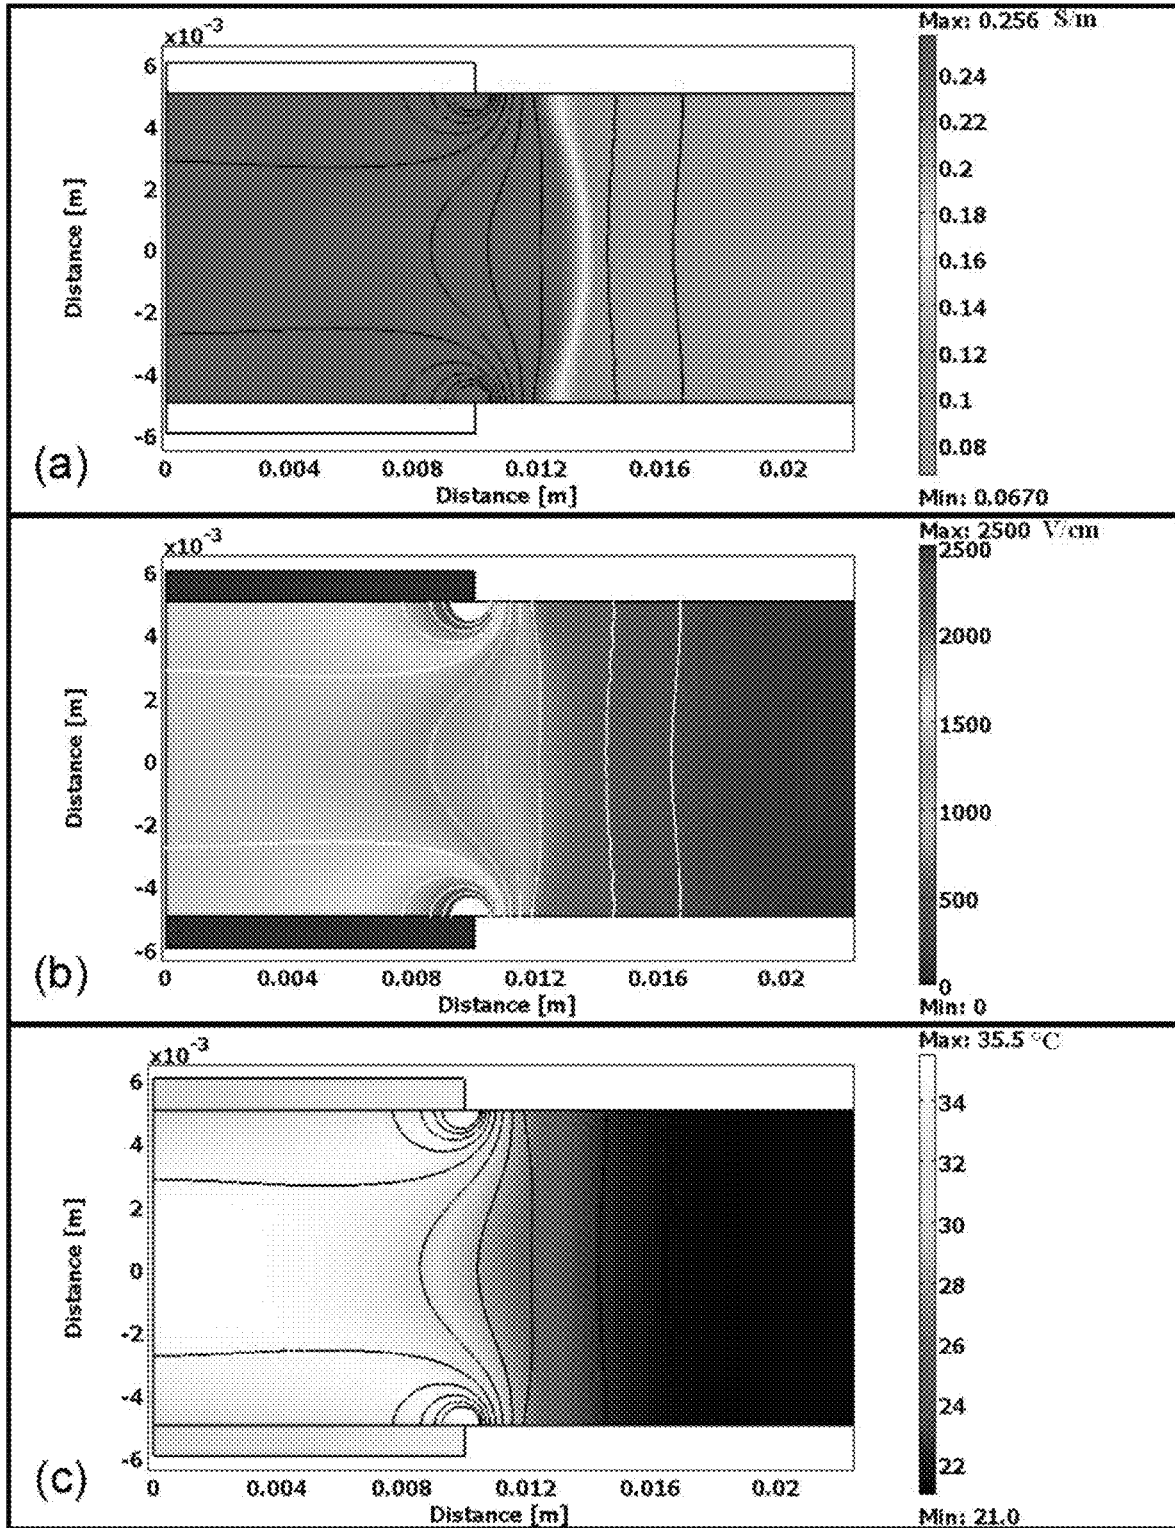 x10⁻³
Max: 0.256 S/m
6
4
2
0
-2
-4
-6
Distance [m]
0.24
0.22
0.2
0.18
0.16
0.14
0.12
0.1
0.08
(a)
0 0.004 0.008 0.012 0.016 0.02
Distance [m]
Min: 0.0670
x10⁻³
Max: 2500 V/cm
6
4
2
0
-2
-4
-6
Distance [m]
2500
2000
1500
1000
500
0
(b)
0 0.004 0.008 0.012 0.016 0.02
Distance [m]
Min: 0
x10⁻³
Max: 35.5 °C
6
4
2
0
-2
-4
-6
Distance [m]
34
32
30
28
26
24
22
(c)
0 0.004 0.008 0.012 0.016 0.02
Distance [m]
Min: 21.0